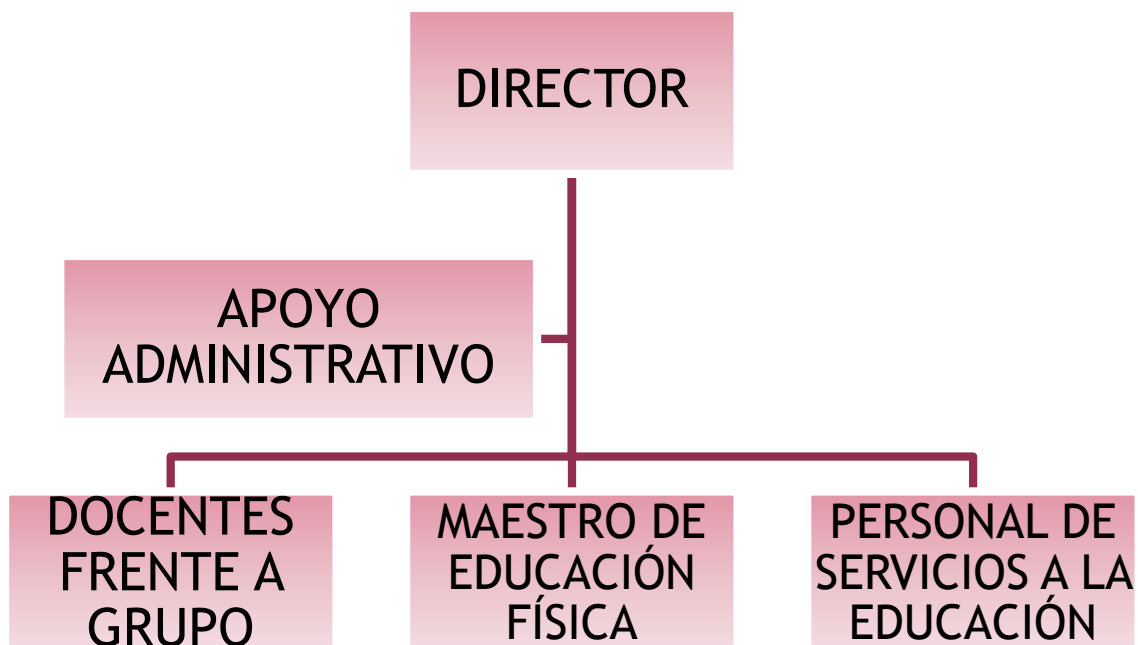 DIRECTOR
APOYO
ADMINISTRATIVO
DOCENTES
FRENTE A
GRUPO
MAESTRO DE
EDUCACIÓN
FÍSICA
PERSONAL DE
SERVICIOS A LA
EDUCACIÓN